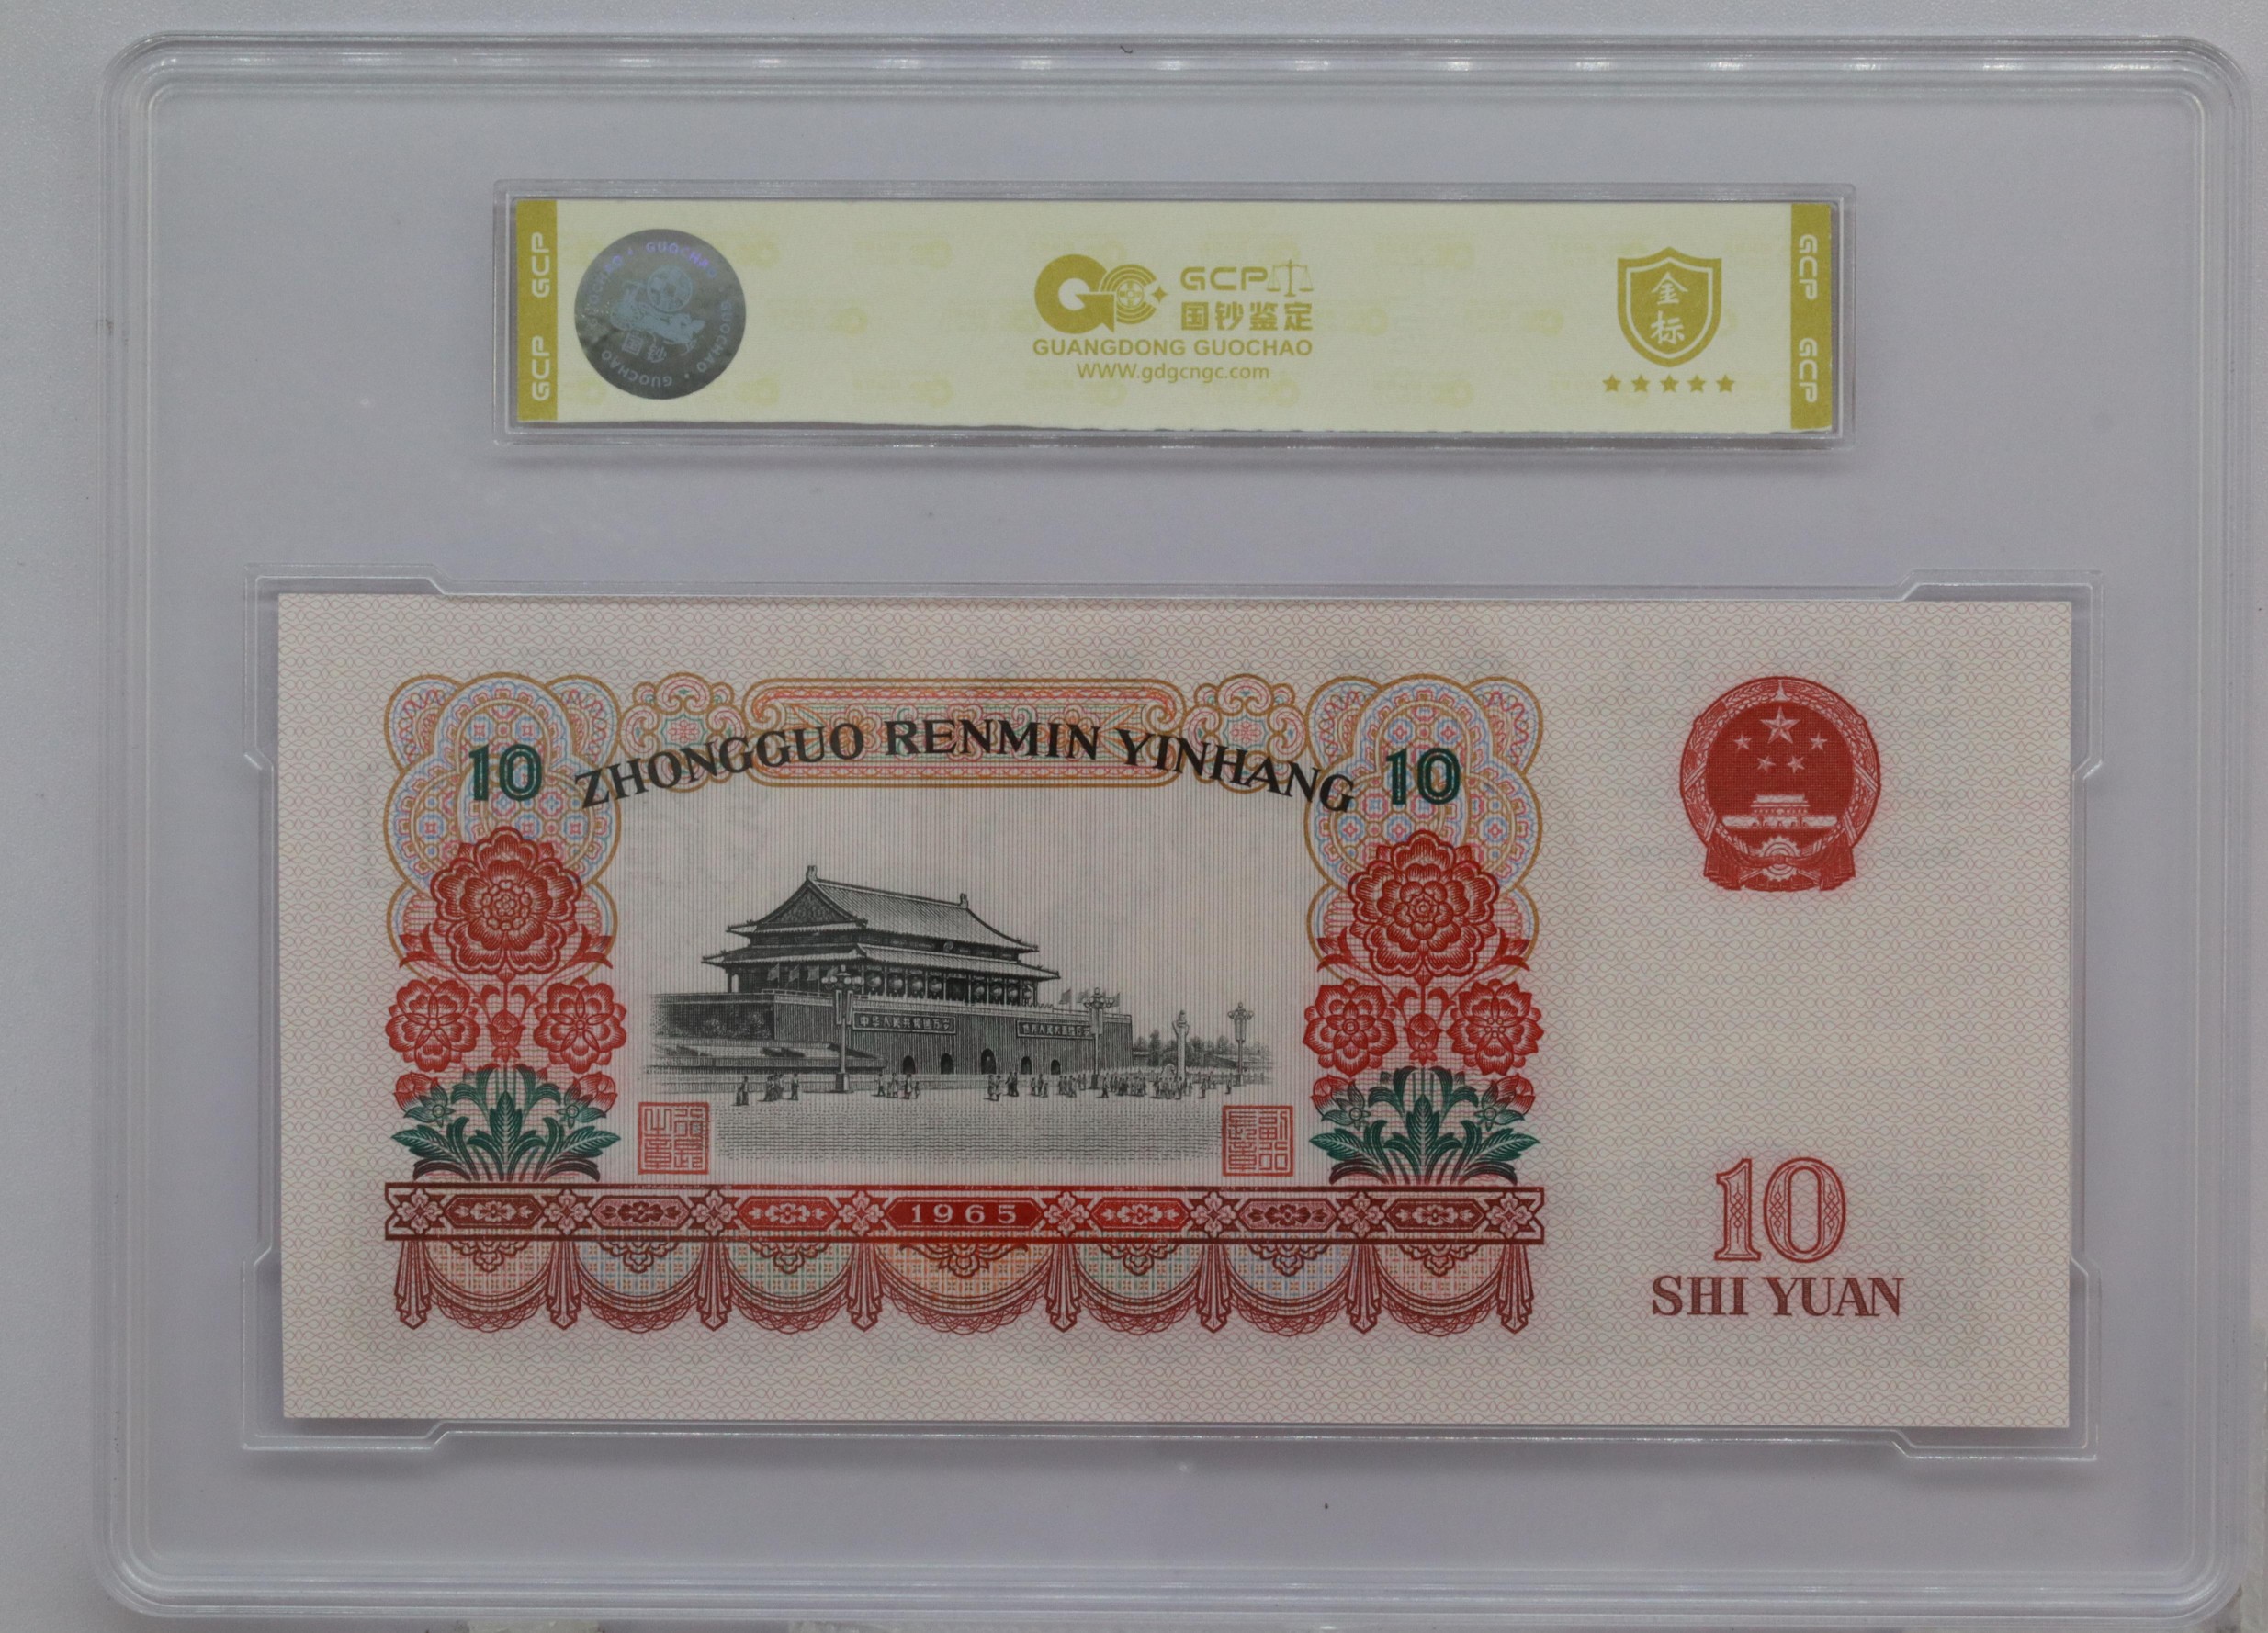 GCP GCP
GUOCHAO
国钞
GCP
国钞鉴定
GUANGDONG GUOCHAO
WWW.gdgcngc.com
金标
GCP GCP
10 ZHONGGUO RENMIN YINHANG 10
1965
10
SHI YUAN